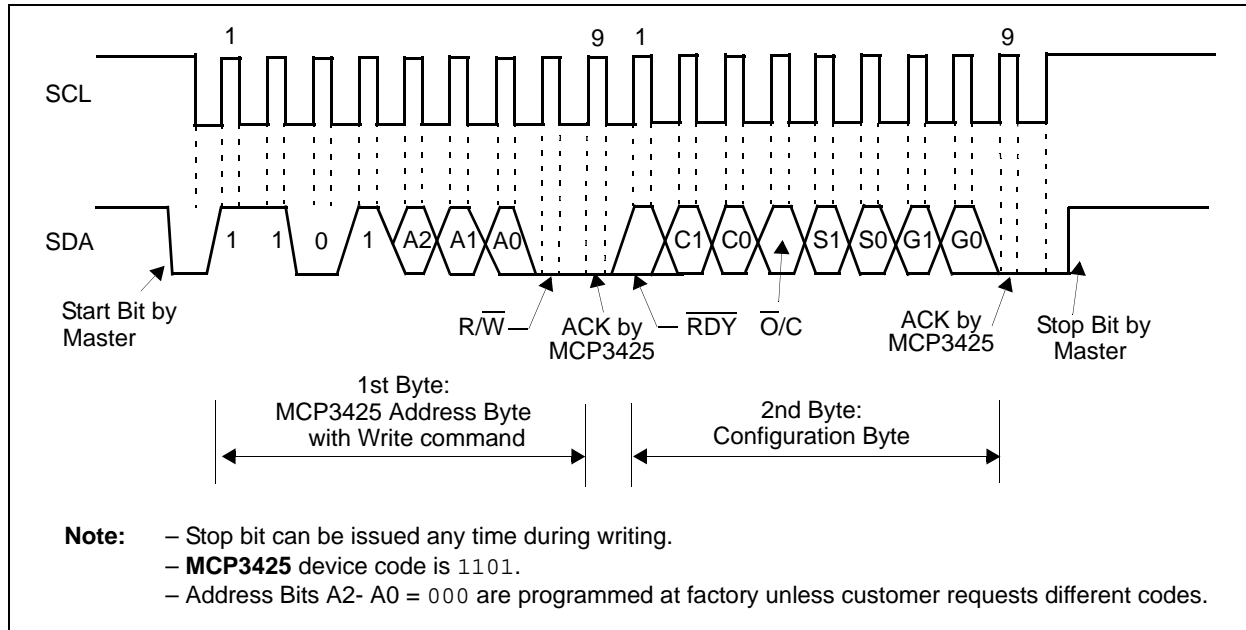 1 9 1 9
SCL
SDA 1 1 0 1 A2 A1 A0 C1 C0 S1 S0 G1 G0
Start Bit by
Master
R/W̅
ACK by
MCP3425
R̅D̅Y̅
O̅/C
ACK by
MCP3425
Stop Bit by
Master
1st Byte:
MCP3425 Address Byte
with Write command
2nd Byte:
Configuration Byte
Note: – Stop bit can be issued any time during writing.
– MCP3425 device code is 1101.
– Address Bits A2- A0 = 000 are programmed at factory unless customer requests different codes.